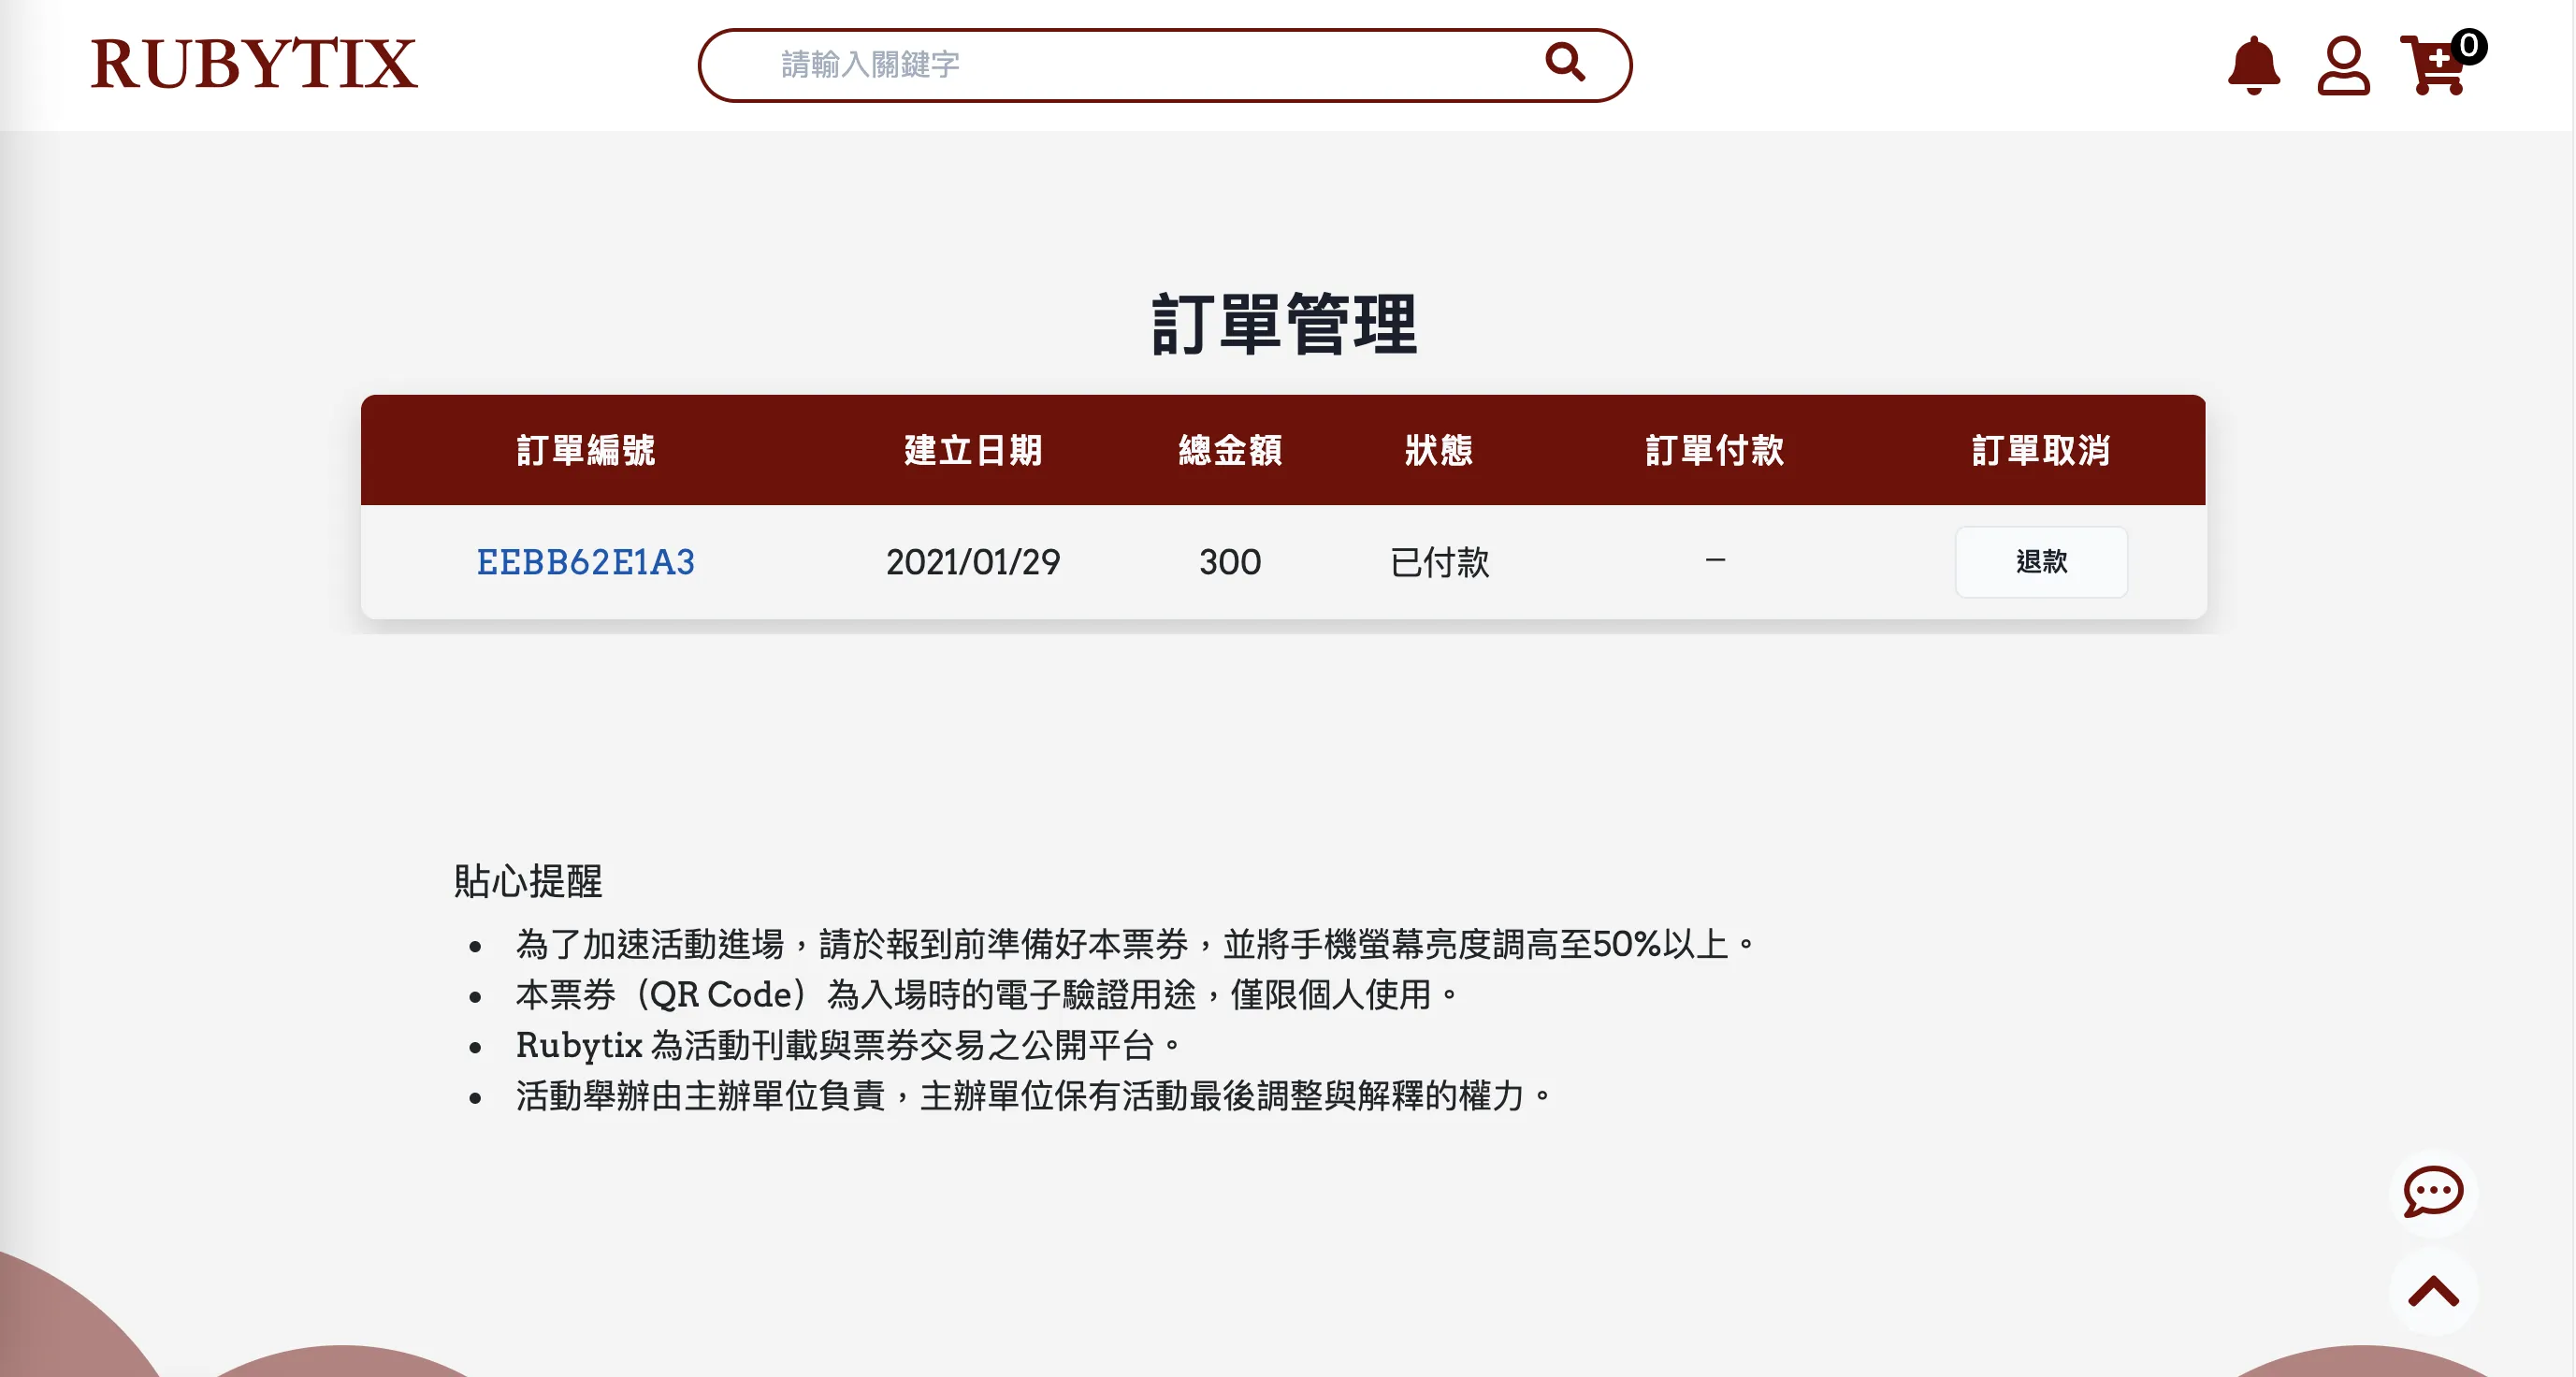 RUBYTIX
請輸入關鍵字
0
訂單管理
訂單編號 建立日期 總金額 狀態 訂單付款 訂單取消
EEBB62E1A3 2021/01/29 300 已付款 — 退款
貼心提醒
• 為了加速活動進場，請於報到前準備好本票券，並將手機螢幕亮度調高至50%以上。
• 本票券（QR Code）為入場時的電子驗證用途，僅限個人使用。
• Rubytix 為活動刊載與票券交易之公開平台。
• 活動舉辦由主辦單位負責，主辦單位保有活動最後調整與解釋的權力。